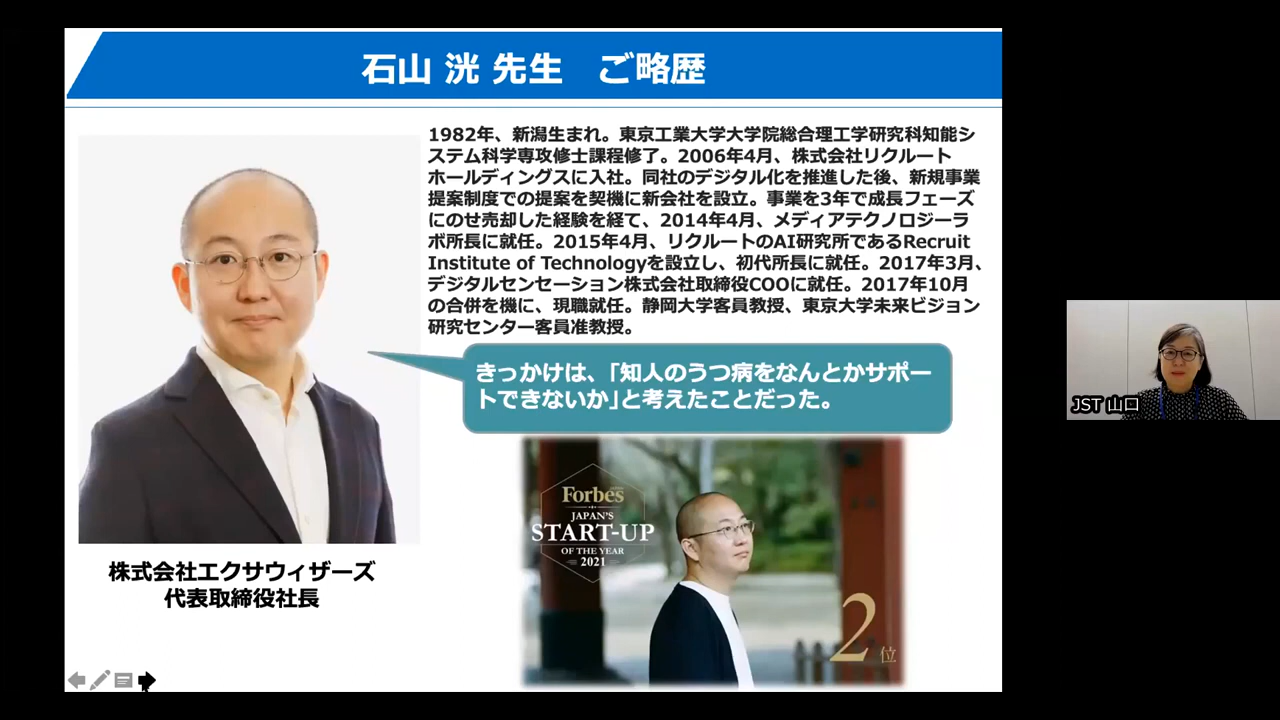 石山 洸 先生　ご略歴
1982年、新潟生まれ。東京工業大学大学院総合理工学研究科知能シ
ステム科学専攻修士課程修了。2006年4月、株式会社リクルート
ホールディングスに入社。同社のデジタル化を推進した後、新規事業
提案制度での提案を契機に新会社を設立。事業を3年で成長フェーズ
にのせ売却した経験を経て、2014年4月、メディアテクノロジーラ
ボ所長に就任。2015年4月、リクルートのAI研究所であるRecruit
Institute of Technologyを設立し、初代所長に就任。2017年3月、
デジタルセンセーション株式会社取締役COOに就任。2017年10月
の合併を機に、現職就任。静岡大学客員教授、東京大学未来ビジョン
研究センター客員准教授。
きっかけは、「知人のうつ病をなんとかサポー
トできないか」と考えたことだった。
Forbes
JAPAN'S
START-UP
OF THE YEAR
2021
2位
株式会社エクサウィザーズ
代表取締役社長
JST 山口